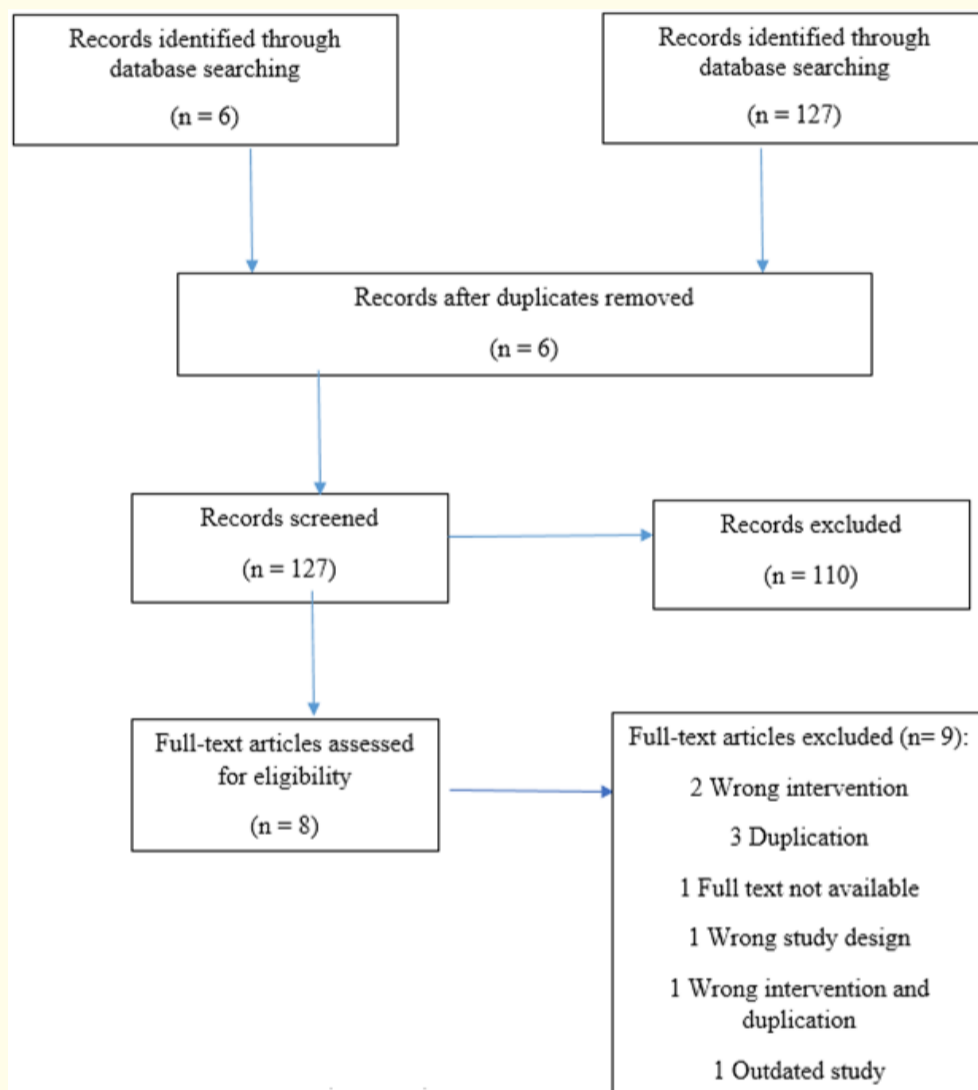 Records identified through
database searching
(n = 6)
Records identified through
database searching
(n = 127)
Records after duplicates removed
(n = 6)
Records screened
(n = 127)
Records excluded
(n = 110)
Full-text articles assessed
for eligibility
(n = 8)
Full-text articles excluded (n= 9):
2 Wrong intervention
3 Duplication
1 Full text not available
1 Wrong study design
1 Wrong intervention and
duplication
1 Outdated study